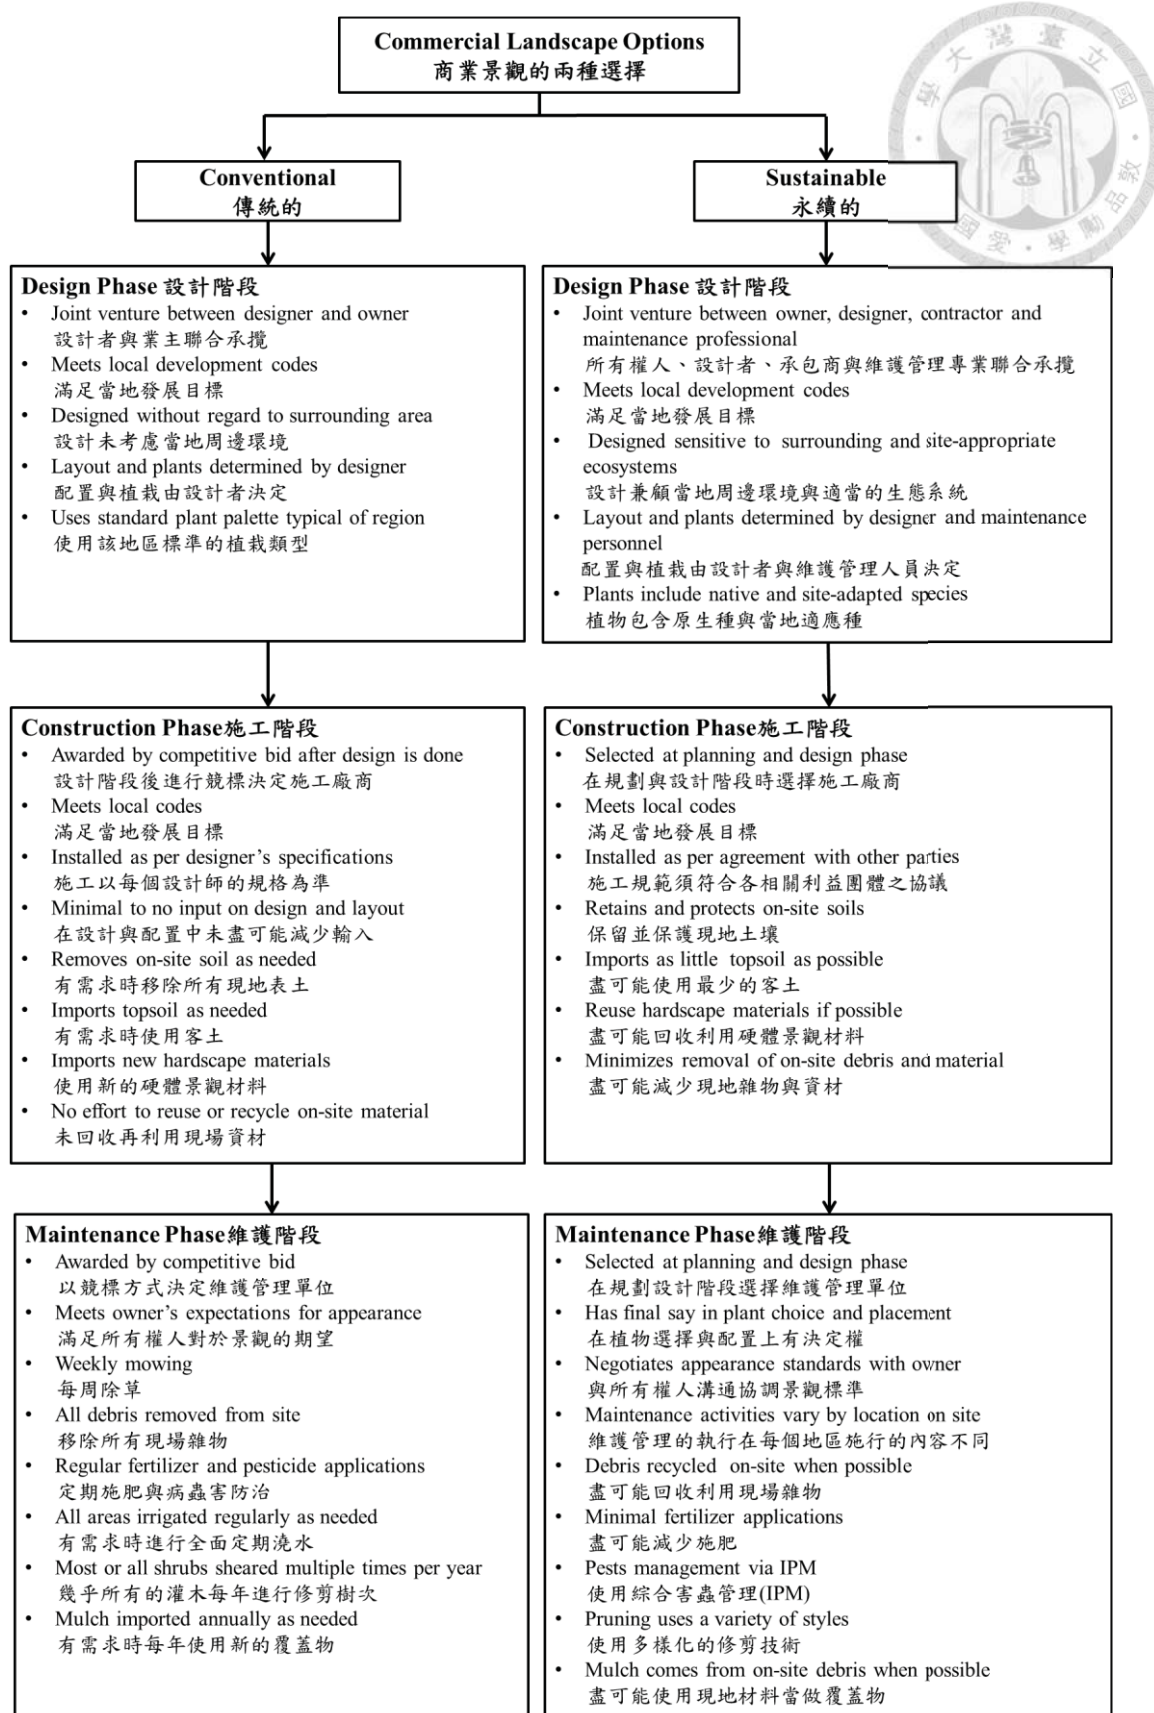 Commercial Landscape Options
商業景觀的兩種選擇
Conventional
傳統的
Sustainable
永續的
Design Phase 設計階段
• Joint venture between designer and owner
設計者與業主聯合承攬
• Meets local development codes
滿足當地發展目標
• Designed without regard to surrounding area
設計未考慮當地周邊環境
• Layout and plants determined by designer
配置與植栽由設計者決定
• Uses standard plant palette typical of region
使用該地區標準的植栽類型
Design Phase 設計階段
• Joint venture between owner, designer, contractor and
maintenance professional
所有權人、設計者、承包商與維護管理專業聯合承攬
• Meets local development codes
滿足當地發展目標
• Designed sensitive to surrounding and site-appropriate
ecosystems
設計兼顧當地周邊環境與適當的生態系統
• Layout and plants determined by designer and maintenance
personnel
配置與植栽由設計者與維護管理人員決定
• Plants include native and site-adapted species
植物包含原生種與當地適應種
Construction Phase施工階段
• Awarded by competitive bid after design is done
設計階段後進行競標決定施工廠商
• Meets local codes
滿足當地發展目標
• Installed as per designer’s specifications
施工以每個設計師的規格為準
• Minimal to no input on design and layout
在設計與配置中未盡可能減少輸入
• Removes on-site soil as needed
有需求時移除所有現地表土
• Imports topsoil as needed
有需求時使用客土
• Imports new hardscape materials
使用新的硬體景觀材料
• No effort to reuse or recycle on-site material
未回收再利用現場資材
Construction Phase施工階段
• Selected at planning and design phase
在規劃與設計階段時選擇施工廠商
• Meets local codes
滿足當地發展目標
• Installed as per agreement with other parties
施工規範須符合各相關利益團體之協議
• Retains and protects on-site soils
保留並保護現地土壤
• Imports as little topsoil as possible
盡可能使用最少的客土
• Reuse hardscape materials if possible
盡可能回收利用硬體景觀材料
• Minimizes removal of on-site debris and material
盡可能減少現地雜物與資材
Maintenance Phase維護階段
• Awarded by competitive bid
以競標方式決定維護管理單位
• Meets owner’s expectations for appearance
滿足所有權人對於景觀的期望
• Weekly mowing
每周除草
• All debris removed from site
移除所有現場雜物
• Regular fertilizer and pesticide applications
定期施肥與病蟲害防治
• All areas irrigated regularly as needed
有需求時進行全面定期澆水
• Most or all shrubs sheared multiple times per year
幾乎所有的灌木每年進行修剪樹次
• Mulch imported annually as needed
有需求時每年使用新的覆蓋物
Maintenance Phase維護階段
• Selected at planning and design phase
在規劃設計階段選擇維護管理單位
• Has final say in plant choice and placement
在植物選擇與配置上有決定權
• Negotiates appearance standards with owner
與所有權人溝通協調景觀標準
• Maintenance activities vary by location on site
維護管理的執行在每個地區施行的內容不同
• Debris recycled on-site when possible
盡可能回收利用現場雜物
• Minimal fertilizer applications
盡可能減少施肥
• Pests management via IPM
使用綜合害蟲管理(IPM)
• Pruning uses a variety of styles
使用多樣化的修剪技術
• Mulch comes from on-site debris when possible
盡可能使用現地材料當做覆蓋物
國立臺灣大學
敦品勵學・愛國